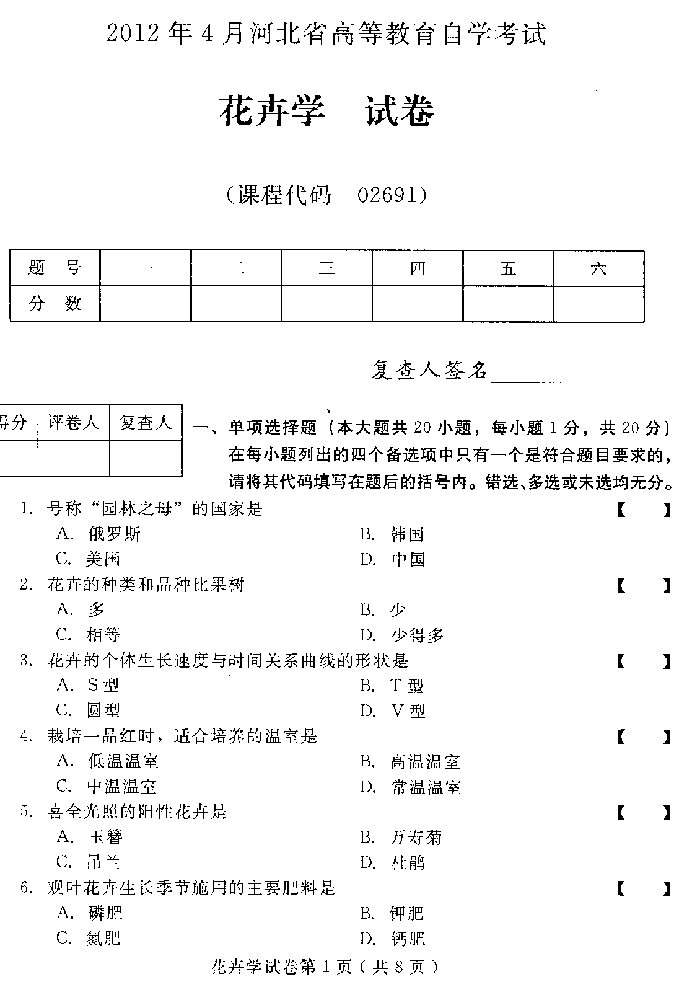 2012年4月河北省高等教育自学考试
花卉学 试卷
（课程代码 02691）
题 号 一 二 三 四 五 六
分 数
复查人签名
得分 评卷人 复查人
一、单项选择题（本大题共20小题，每小题1分，共20分）
在每小题列出的四个备选项中只有一个是符合题目要求的，
请将其代码填写在题后的括号内。错选、多选或未选均无分。
1. 号称“园林之母”的国家是 【 】
A. 俄罗斯 B. 韩国
C. 美国 D. 中国
2. 花卉的种类和品种比果树 【 】
A. 多 B. 少
C. 相等 D. 少得多
3. 花卉的个体生长速度与时间关系曲线的形状是 【 】
A. S型 B. T型
C. 圆型 D. V型
4. 栽培一品红时，适合培养的温室是 【 】
A. 低温温室 B. 高温温室
C. 中温温室 D. 常温温室
5. 喜全光照的阳性花卉是 【 】
A. 玉簪 B. 万寿菊
C. 吊兰 D. 杜鹃
6. 观叶花卉生长季节施用的主要肥料是 【 】
A. 磷肥 B. 钾肥
C. 氮肥 D. 钙肥
花卉学试卷第1页（共8页）